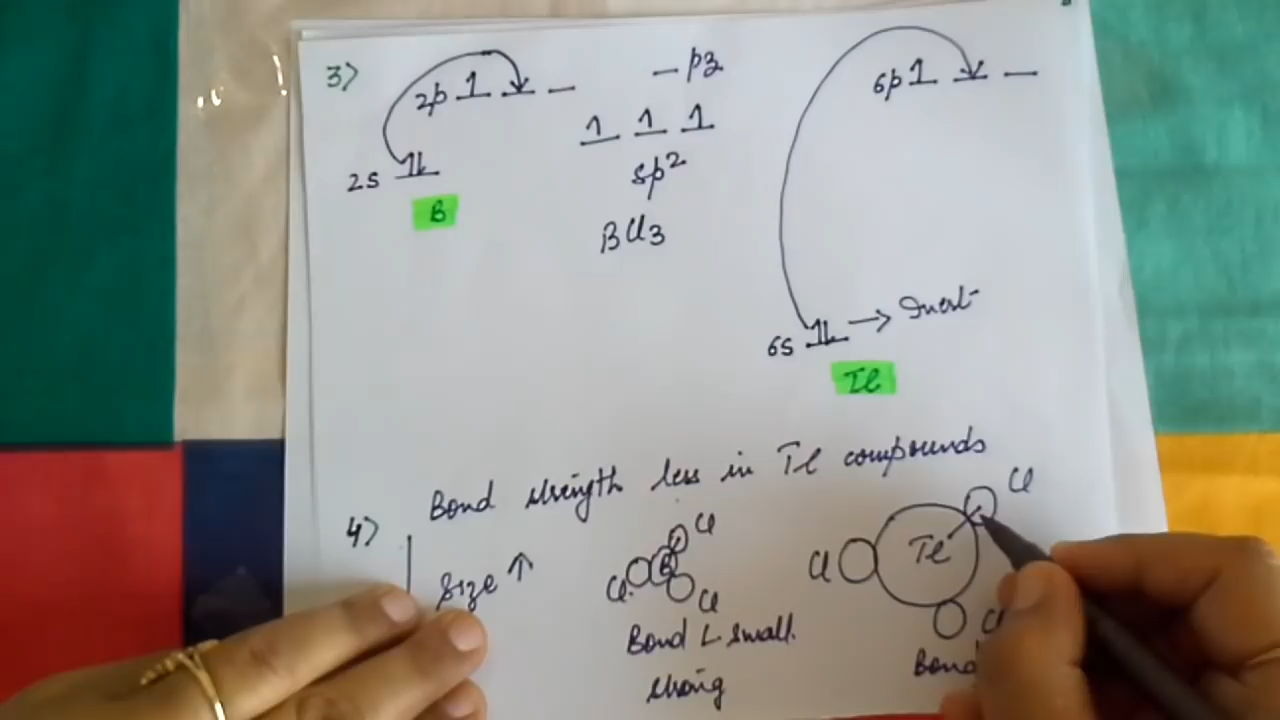 3)
2p 1
2s 1L
B
— pz
1 1 1
sp²
BCl3
6p 1
6s 1L → Inert
Tl
4) Bond strength less in Tl compounds
Size ↑
Cl B Cl
Cl
Bond L small.
strong
Cl Tl Cl
Bond